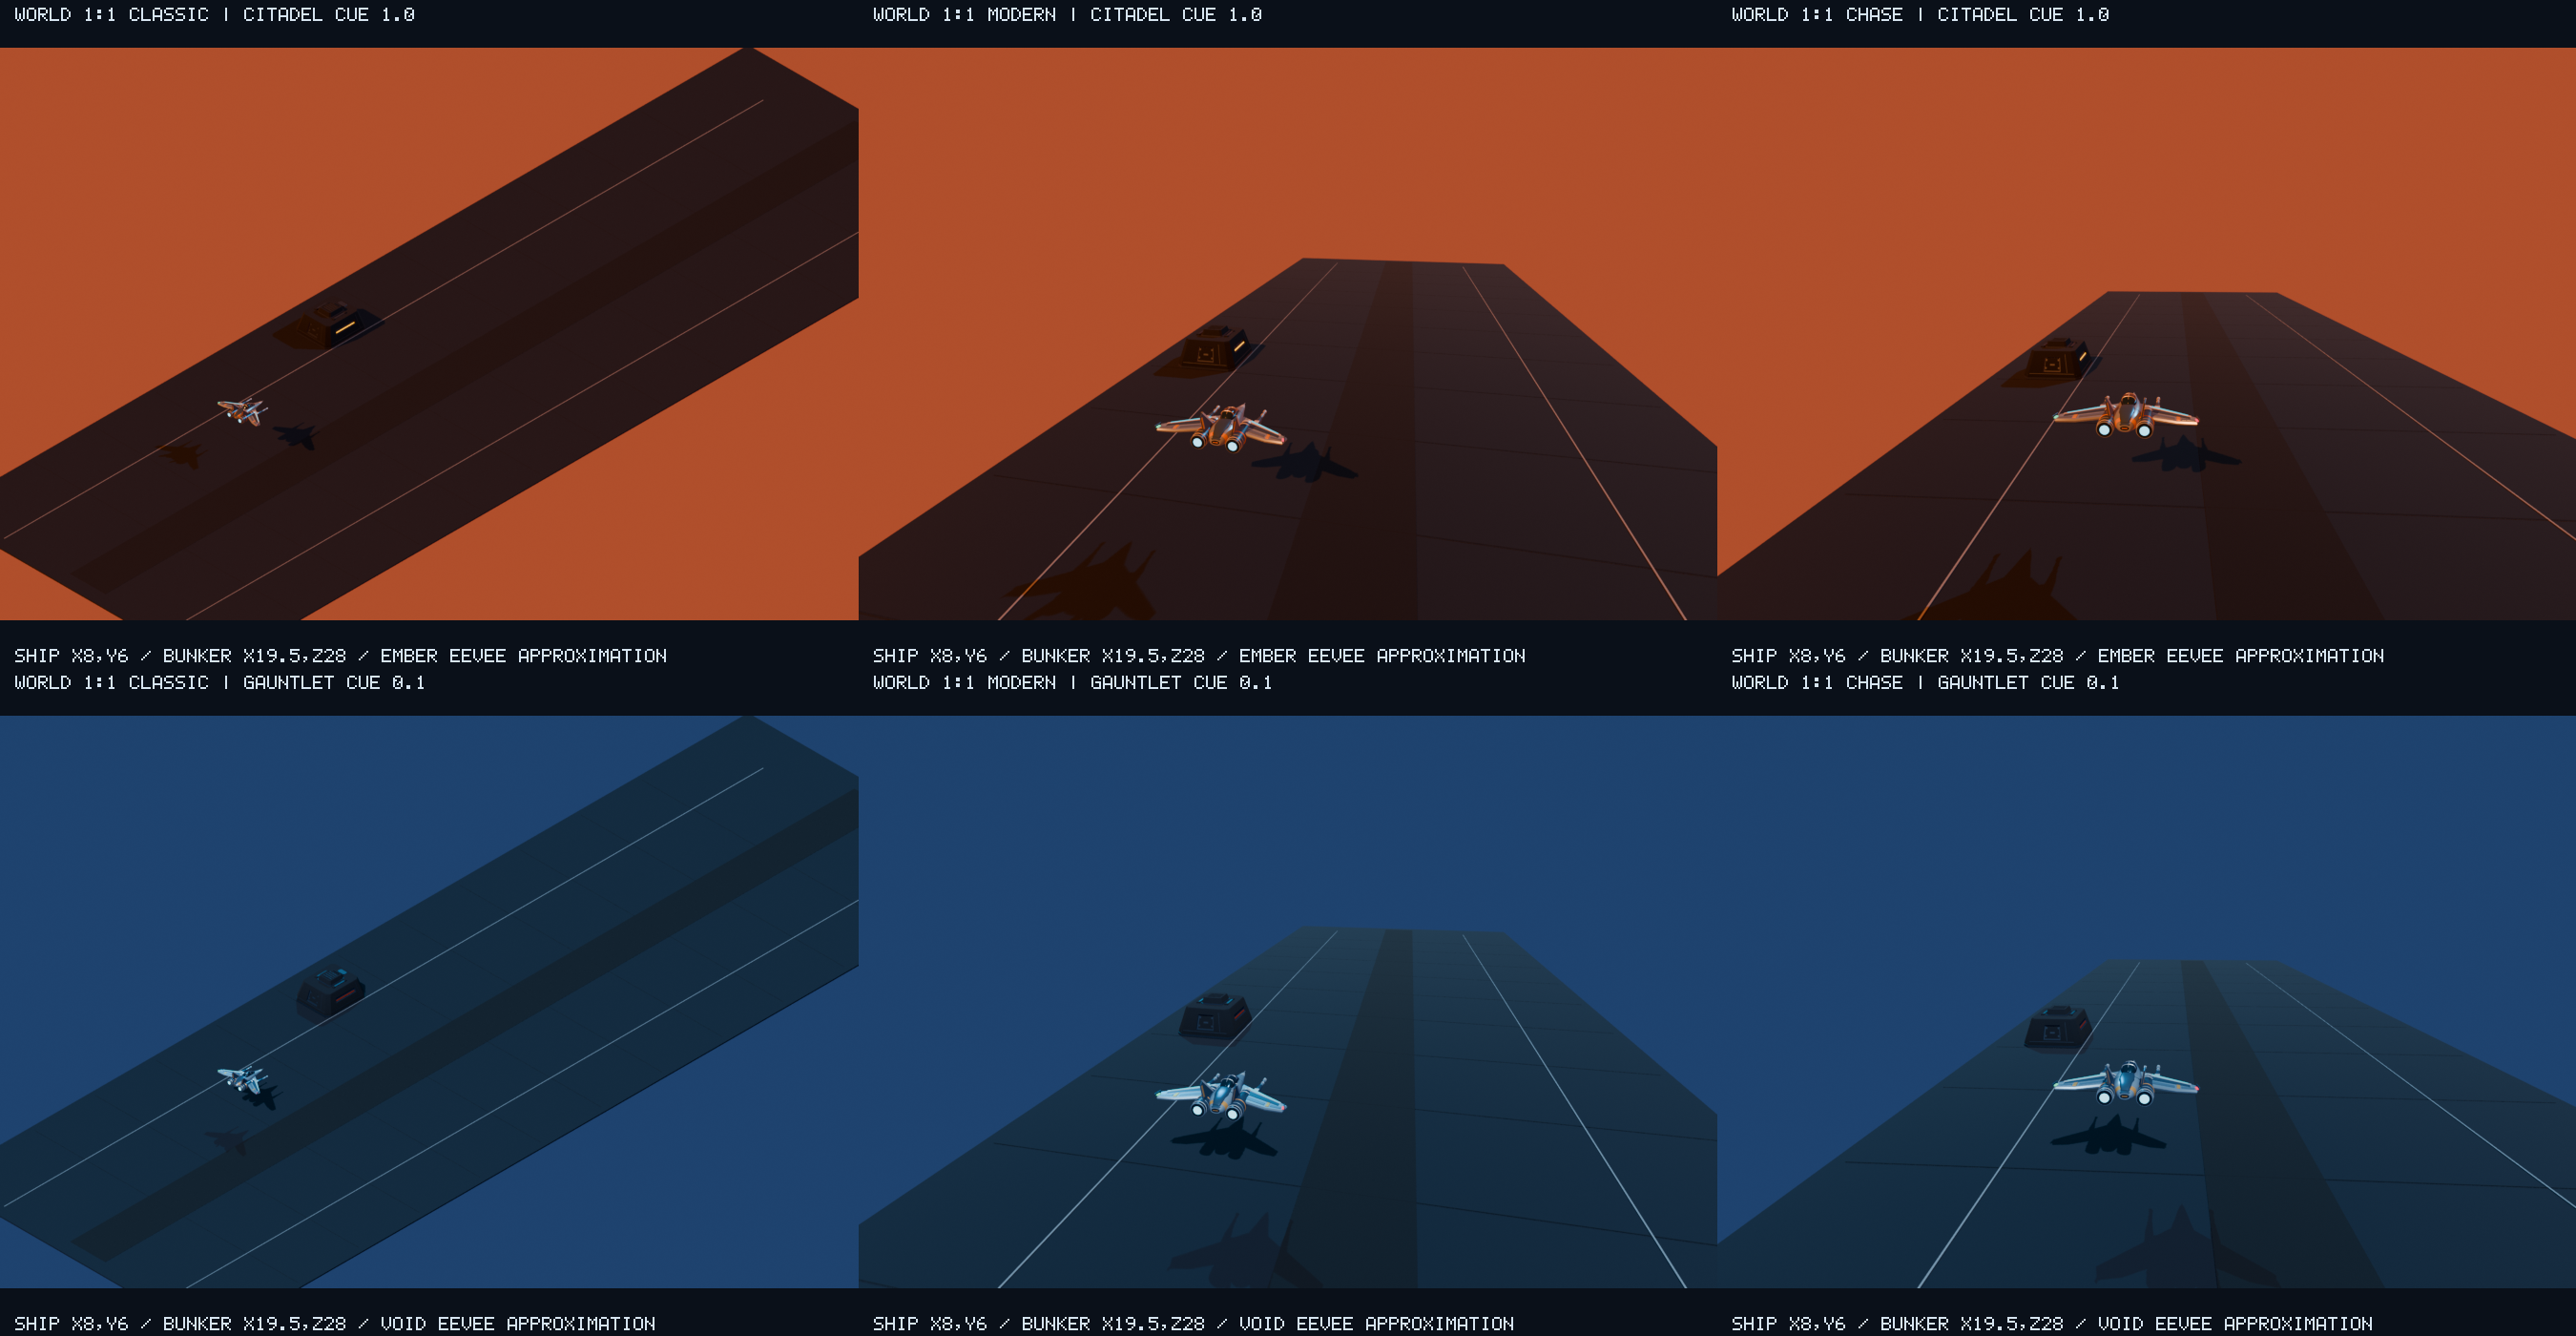 WORLD 1:1 CLASSIC | CITADEL CUE 1.0
WORLD 1:1 MODERN | CITADEL CUE 1.0
WORLD 1:1 CHASE | CITADEL CUE 1.0
SHIP X8,Y6 / BUNKER X19.5,Z28 / EMBER EEVEE APPROXIMATION
SHIP X8,Y6 / BUNKER X19.5,Z28 / EMBER EEVEE APPROXIMATION
SHIP X8,Y6 / BUNKER X19.5,Z28 / EMBER EEVEE APPROXIMATION
WORLD 1:1 CLASSIC | GAUNTLET CUE 0.1
WORLD 1:1 MODERN | GAUNTLET CUE 0.1
WORLD 1:1 CHASE | GAUNTLET CUE 0.1
SHIP X8,Y6 / BUNKER X19.5,Z28 / VOID EEVEE APPROXIMATION
SHIP X8,Y6 / BUNKER X19.5,Z28 / VOID EEVEE APPROXIMATION
SHIP X8,Y6 / BUNKER X19.5,Z28 / VOID EEVEE APPROXIMATION